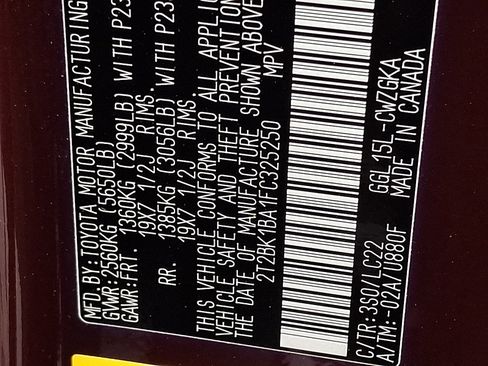 MFD BY: TOYOTA MOTOR MANUFACTURING
GVWR:2560KG (5650LB)
GAWR:FRT. 1360KG (2999LB) WITH P23
19X7 1/2J RIMS.
RR. 1385KG (3056LB) WITH P23
19X7 1/2J RIMS.
THIS VEHICLE CONFORMS TO ALL APPLI
VEHICLE SAFETY AND THEFT PREVENTION
THE DATE OF MANUFACTURE SHOWN ABOVE
2T2BK1BA1FC325250 MPV
C/TR:3S0/LC22 GGL15L-CWZGKA
A/TM:-02A/U880F MADE IN CANADA